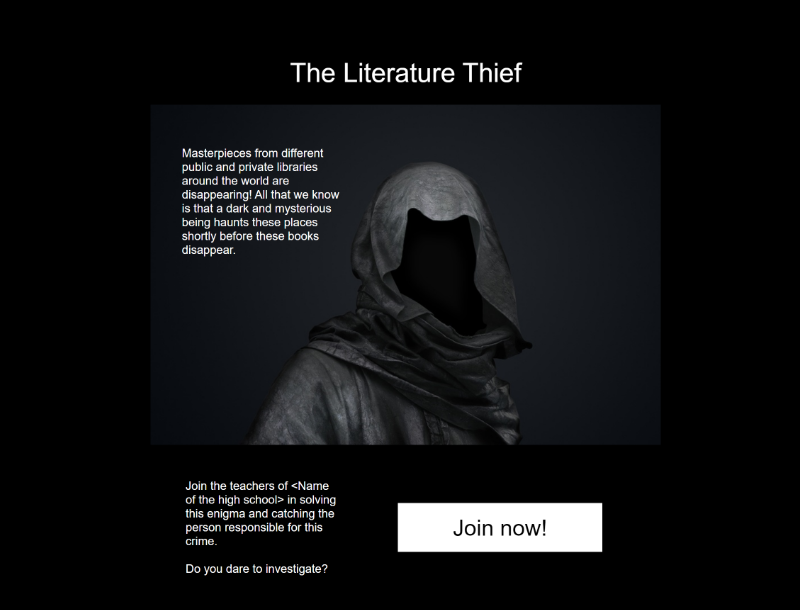 The Literature Thief
Masterpieces from different
public and private libraries
around the world are
disappearing! All that we know
is that a dark and mysterious
being haunts these places
shortly before these books
disappear.
Join the teachers of <Name
of the high school> in solving
this enigma and catching the
person responsible for this
crime.
Do you dare to investigate?
Join now!